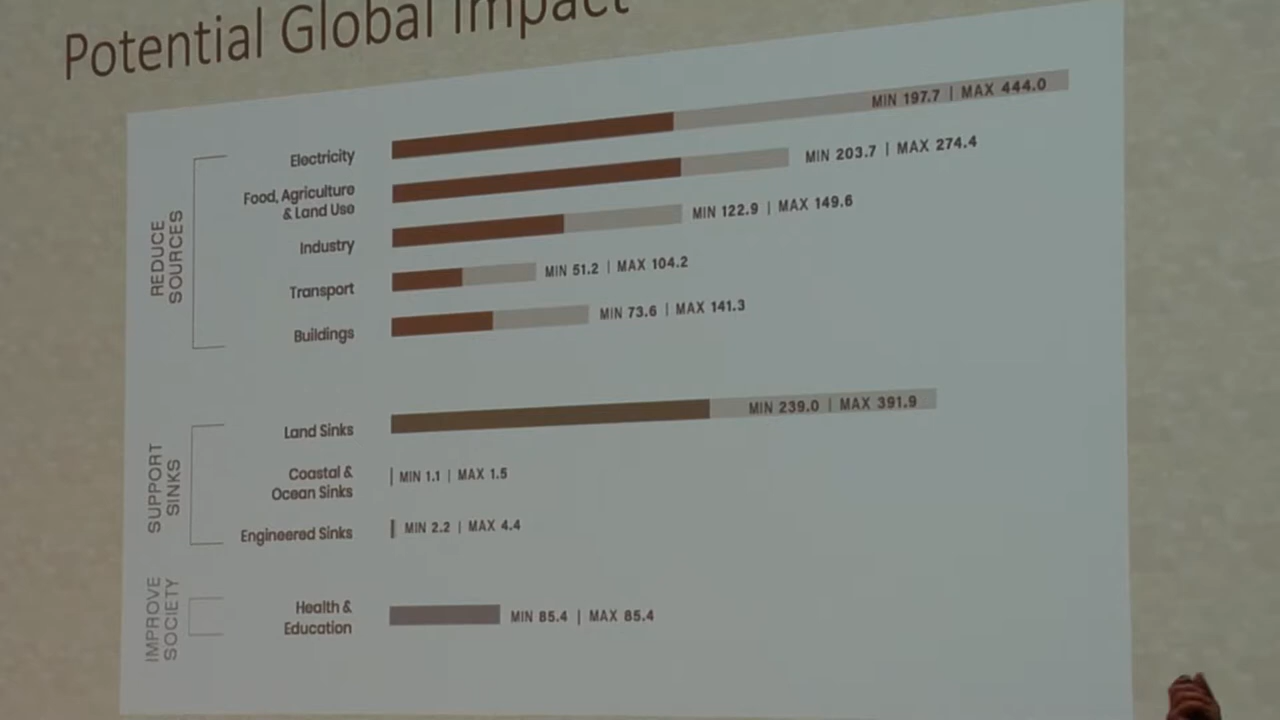 Potential Global Impact
REDUCE
SOURCES
Electricity
MIN 197.7 | MAX 444.0
Food, Agriculture
& Land Use
MIN 203.7 | MAX 274.4
Industry
MIN 122.9 | MAX 149.6
Transport
MIN 51.2 | MAX 104.2
Buildings
MIN 73.6 | MAX 141.3
SUPPORT
SINKS
Land Sinks
MIN 239.0 | MAX 391.9
Coastal &
Ocean Sinks
MIN 1.1 | MAX 1.5
Engineered Sinks
MIN 2.2 | MAX 4.4
IMPROVE
SOCIETY
Health &
Education
MIN 85.4 | MAX 85.4